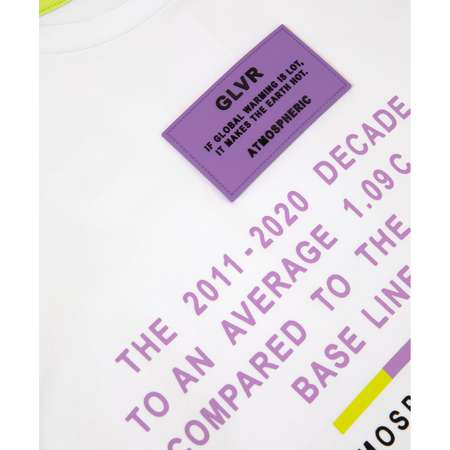 GLVR
IF GLOBAL WARMING IS LOT,
IT MAKES THE EARTH HOT.
ATMOSPHERIC
THE 2011-2020 DECADE
TO AN AVERAGE 1.09C
COMPARED TO THE
BASE LINE